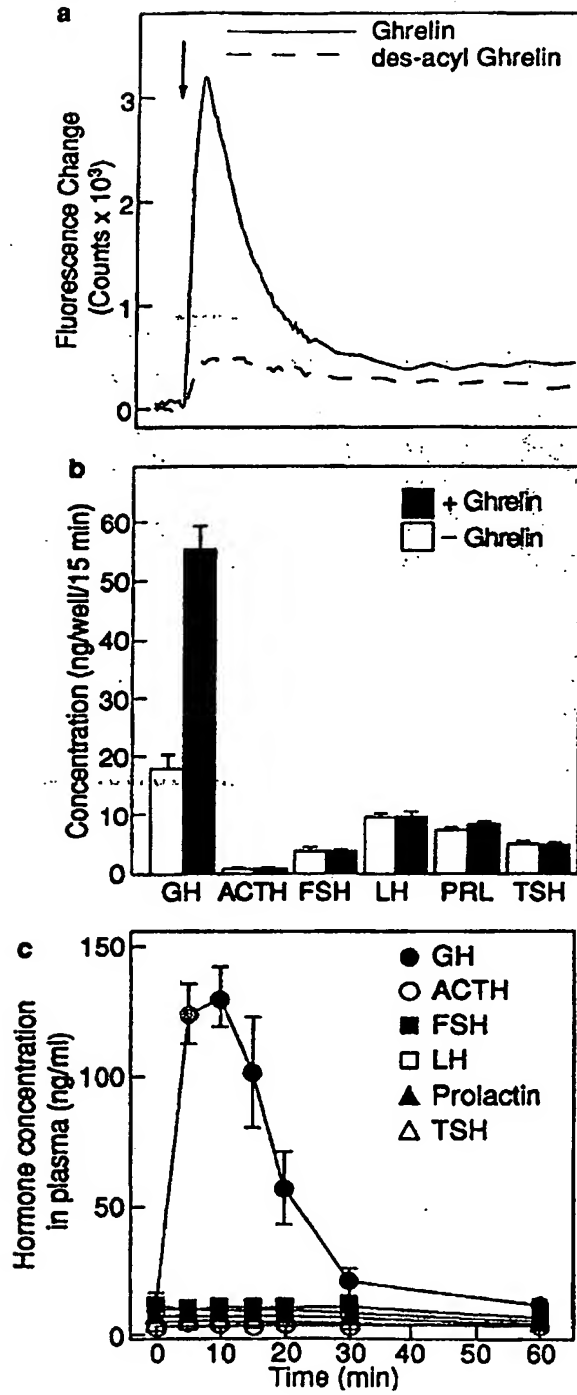 a
Ghrelin
des-acyl Ghrelin
Fluorescence Change
(Counts x 10³)
3
2
1
0
b
+ Ghrelin
− Ghrelin
Concentration (ng/well/15 min)
60
50
40
30
20
10
0
GH ACTH FSH LH PRL TSH
c
GH
ACTH
FSH
LH
Prolactin
TSH
Hormone concentration
in plasma (ng/ml)
150
100
50
0
0 10 20 30 40 50 60
Time (min)